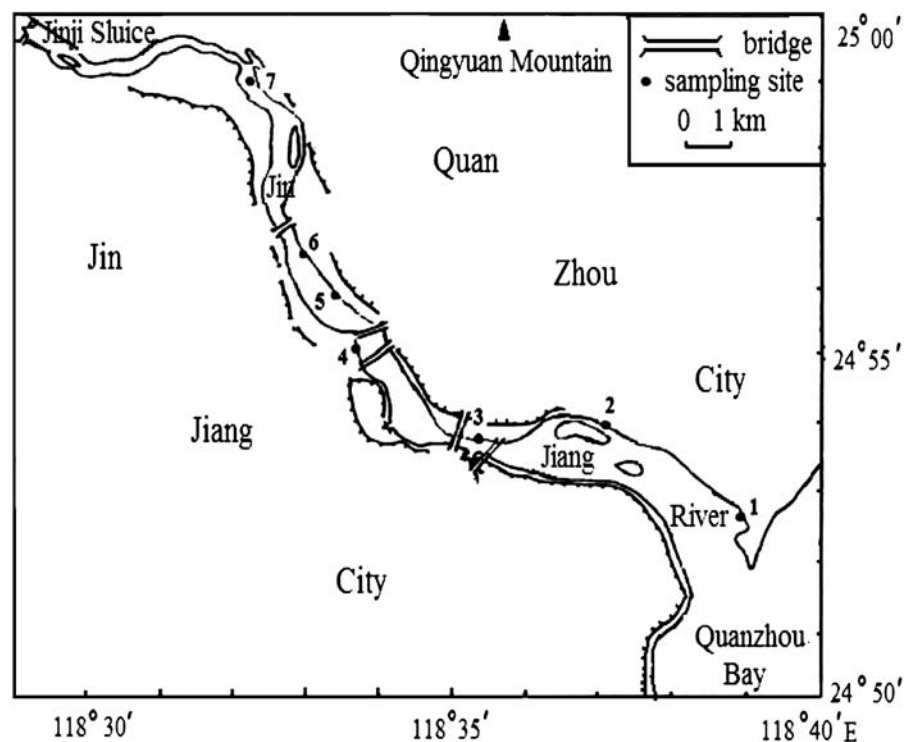 Jinji Sluice
Qingyuan Mountain
bridge
sampling site
0 1 km
25°00′
7
Quan
Jin
Jin
6
Zhou
5
4
24°55′
City
Jiang
3
2
Jiang
1
River
City
Quanzhou
Bay
24°50′
118°30′
118°35′
118°40′E